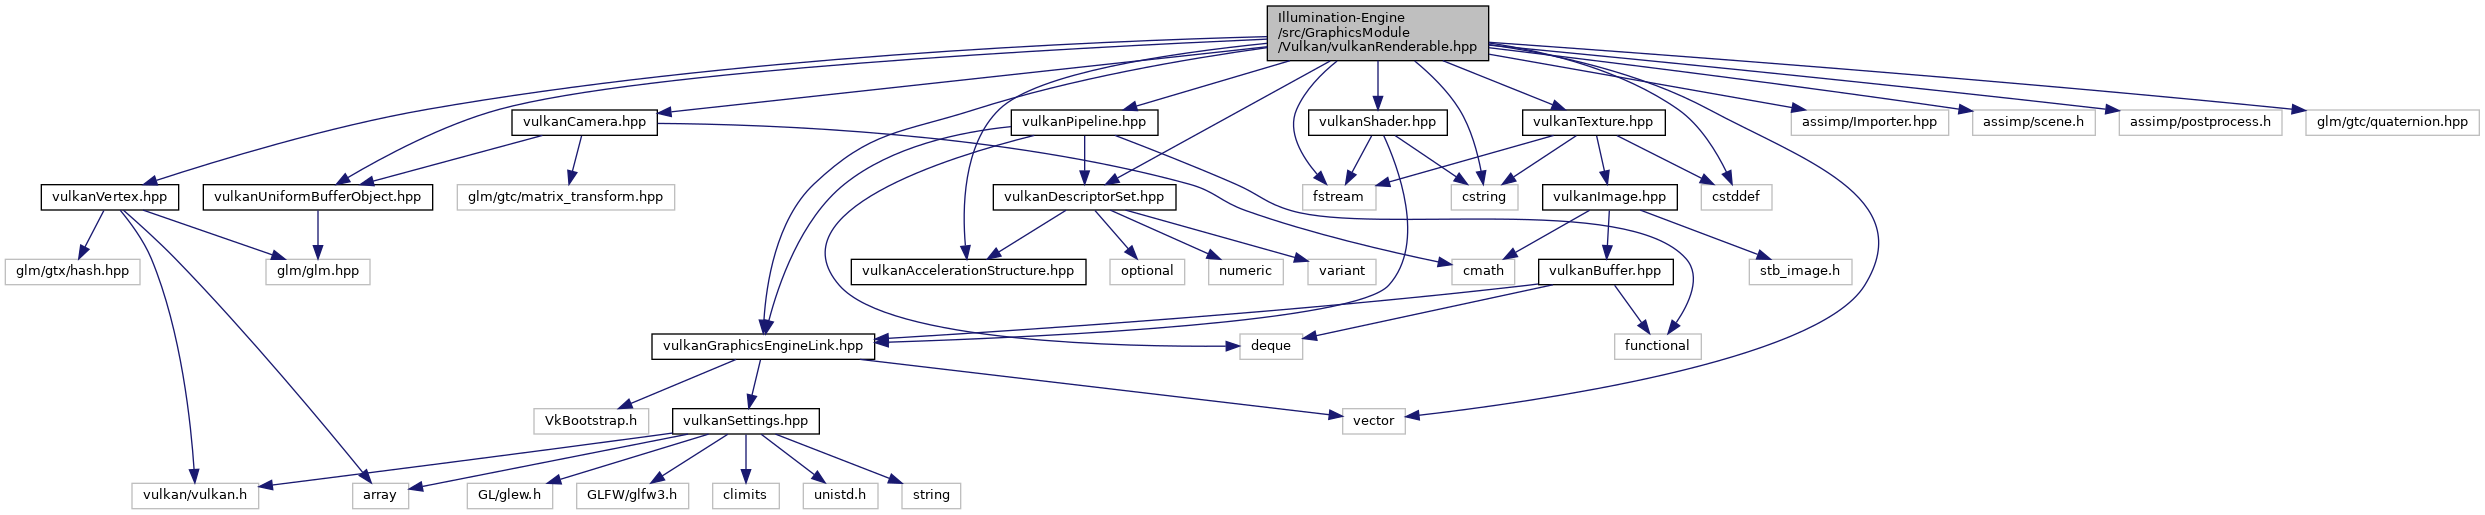 Illumination-Engine
/src/GraphicsModule
/Vulkan/vulkanRenderable.hpp
vulkanCamera.hpp
vulkanPipeline.hpp
vulkanShader.hpp
vulkanTexture.hpp
assimp/Importer.hpp
assimp/scene.h
assimp/postprocess.h
glm/gtc/quaternion.hpp
vulkanVertex.hpp
vulkanUniformBufferObject.hpp
glm/gtc/matrix_transform.hpp
vulkanDescriptorSet.hpp
fstream
cstring
vulkanImage.hpp
cstddef
glm/gtx/hash.hpp
glm/glm.hpp
vulkanAccelerationStructure.hpp
optional
numeric
variant
cmath
vulkanBuffer.hpp
stb_image.h
vulkanGraphicsEngineLink.hpp
deque
functional
VkBootstrap.h
vulkanSettings.hpp
vector
vulkan/vulkan.h
array
GL/glew.h
GLFW/glfw3.h
climits
unistd.h
string